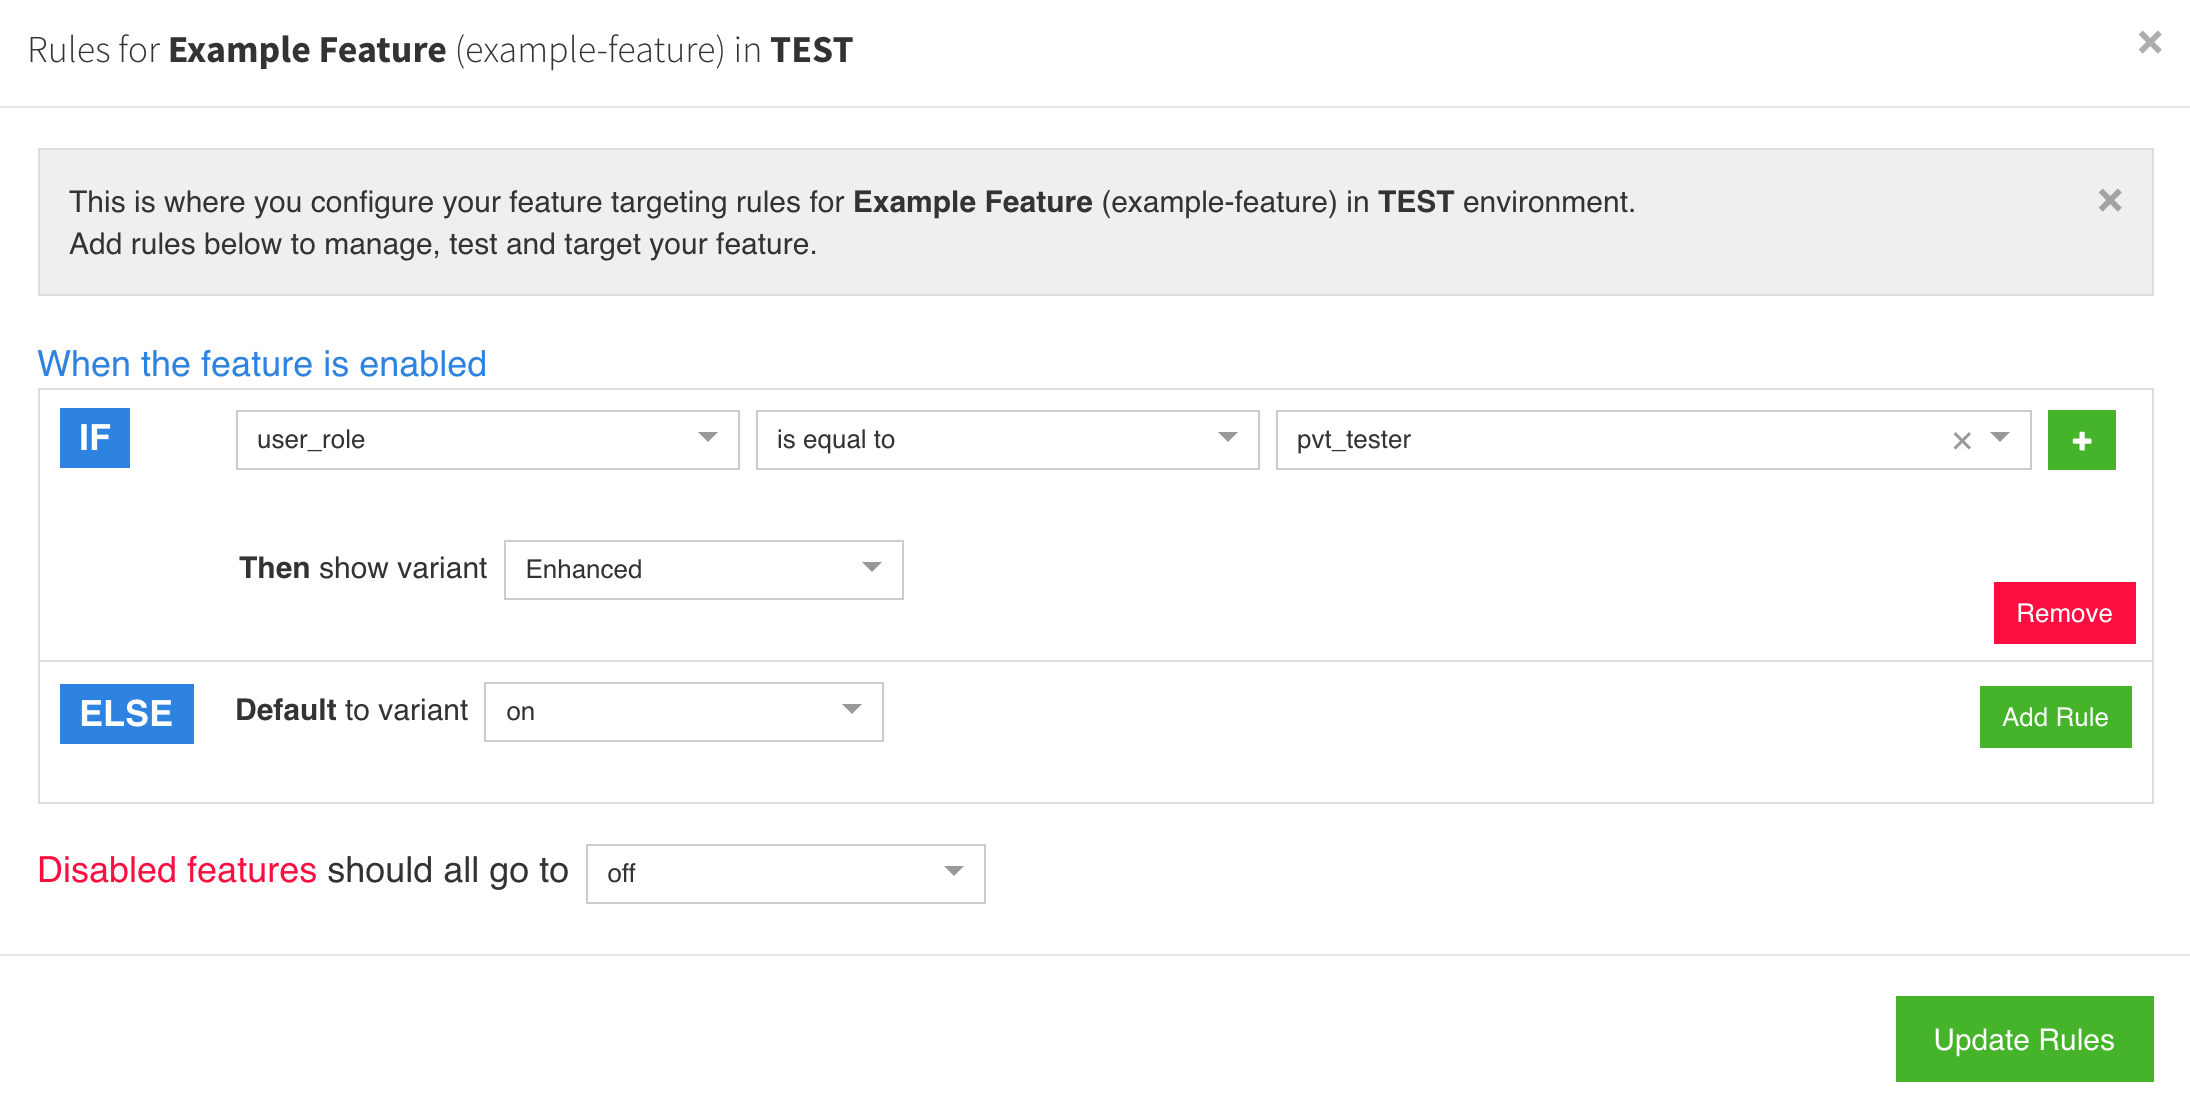 Rules for Example Feature (example-feature) in TEST
This is where you configure your feature targeting rules for Example Feature (example-feature) in TEST environment.
Add rules below to manage, test and target your feature.
When the feature is enabled
IF user_role is equal to pvt_tester
Then show variant Enhanced
Remove
ELSE Default to variant on Add Rule
Disabled features should all go to off
Update Rules